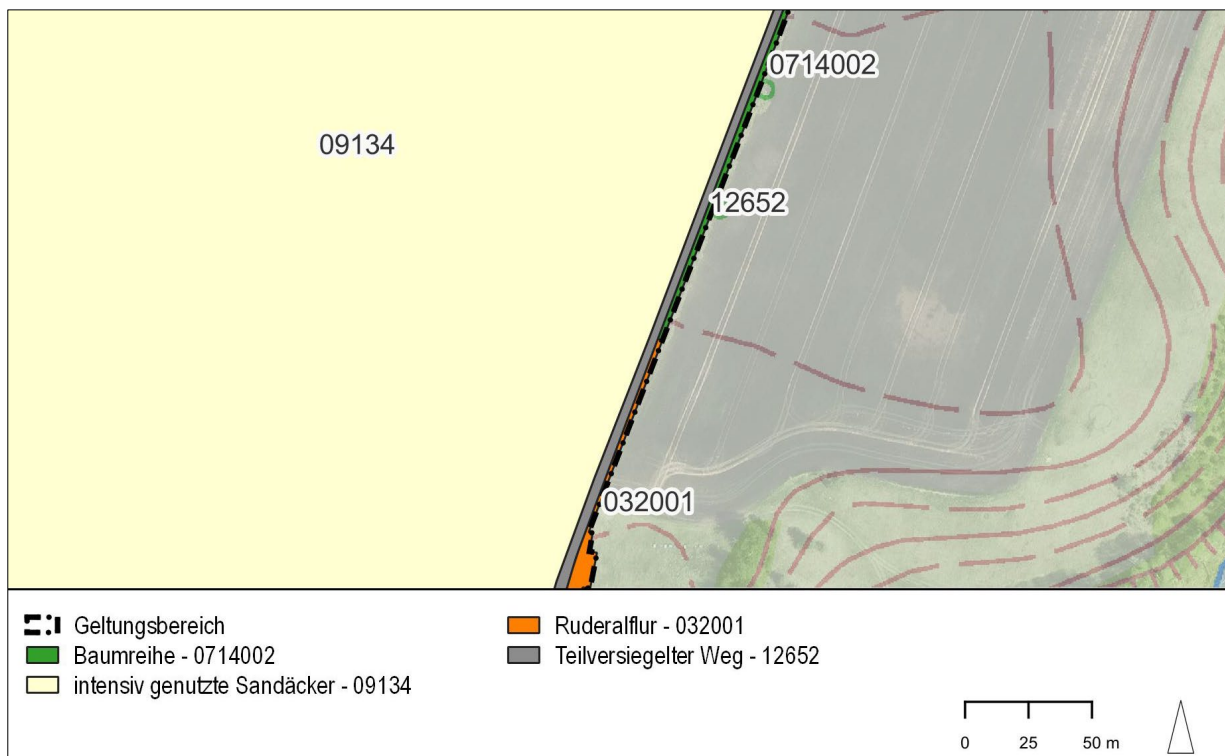 0714002
09134
12652
032001
Geltungsbereich
Baumreihe - 0714002
intensiv genutzte Sandäcker - 09134
Ruderalflur - 032001
Teilversiegelter Weg - 12652
0 25 50 m